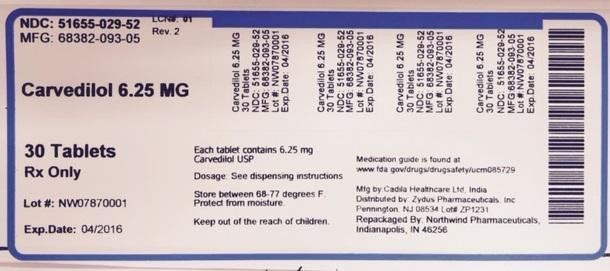 NDC: 51655-029-52
LCN#: 01
MFG: 68382-093-05
Rev. 2
Carvedilol 6.25 MG
30 Tablets
Rx Only
Lot #: NW07870001
Exp.Date: 04/2016
Each tablet contains 6.25 mg
Carvedilol USP
Dosage: See dispensing instructions
Store between 68-77 degrees F.
Protect from moisture.
Keep out of the reach of children.
Carvedilol 6.25 MG
30 Tablets
NDC: 51655-029-52
MFG: 68382-093-05
Lot #: NW07870001
Exp.Date: 04/2016
Carvedilol 6.25 MG
30 Tablets
NDC: 51655-029-52
MFG: 68382-093-05
Lot #: NW07870001
Exp.Date: 04/2016
Carvedilol 6.25 MG
30 Tablets
NDC: 51655-029-52
MFG: 68382-093-05
Lot #: NW07870001
Exp.Date: 04/2016
Carvedilol 6.25 MG
30 Tablets
NDC: 51655-029-52
MFG: 68382-093-05
Lot #: NW07870001
Exp.Date: 04/2016
Medication guide is found at
www.fda.gov/drugs/drugsafety/ucm085729
Mfg by Cadila Healthcare Ltd, India
Distributed by: Zydus Pharmaceuticals, Inc
Pennington, NJ 08534 Lot# ZP1231
Repackaged By: Northwind Pharmaceuticals,
Indianapolis, IN 46256